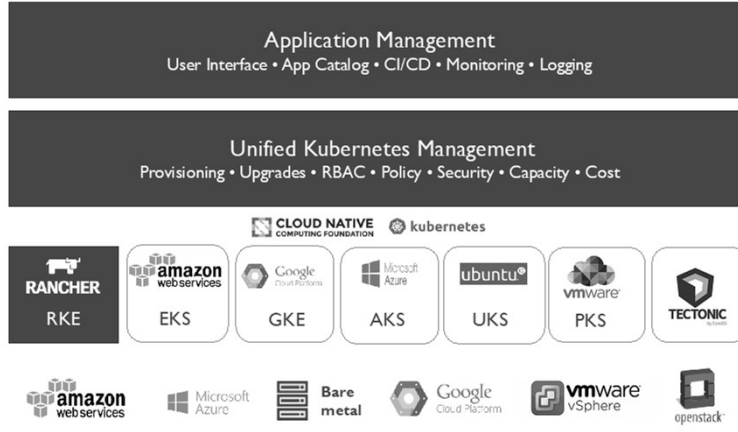 Application Management
User Interface • App Catalog • CI/CD • Monitoring • Logging
Unified Kubernetes Management
Provisioning • Upgrades • RBAC • Policy • Security • Capacity • Cost
CLOUD NATIVE
COMPUTING FOUNDATION
kubernetes
RANCHER
RKE
amazon
web services
EKS
Google
Cloud Platform
GKE
Microsoft
Azure
AKS
ubuntu
UKS
vmware
PKS
TECTONIC
by CoreOS
amazon
web services
Microsoft
Azure
Bare
metal
Google
Cloud Platform
vmware
vSphere
openstack